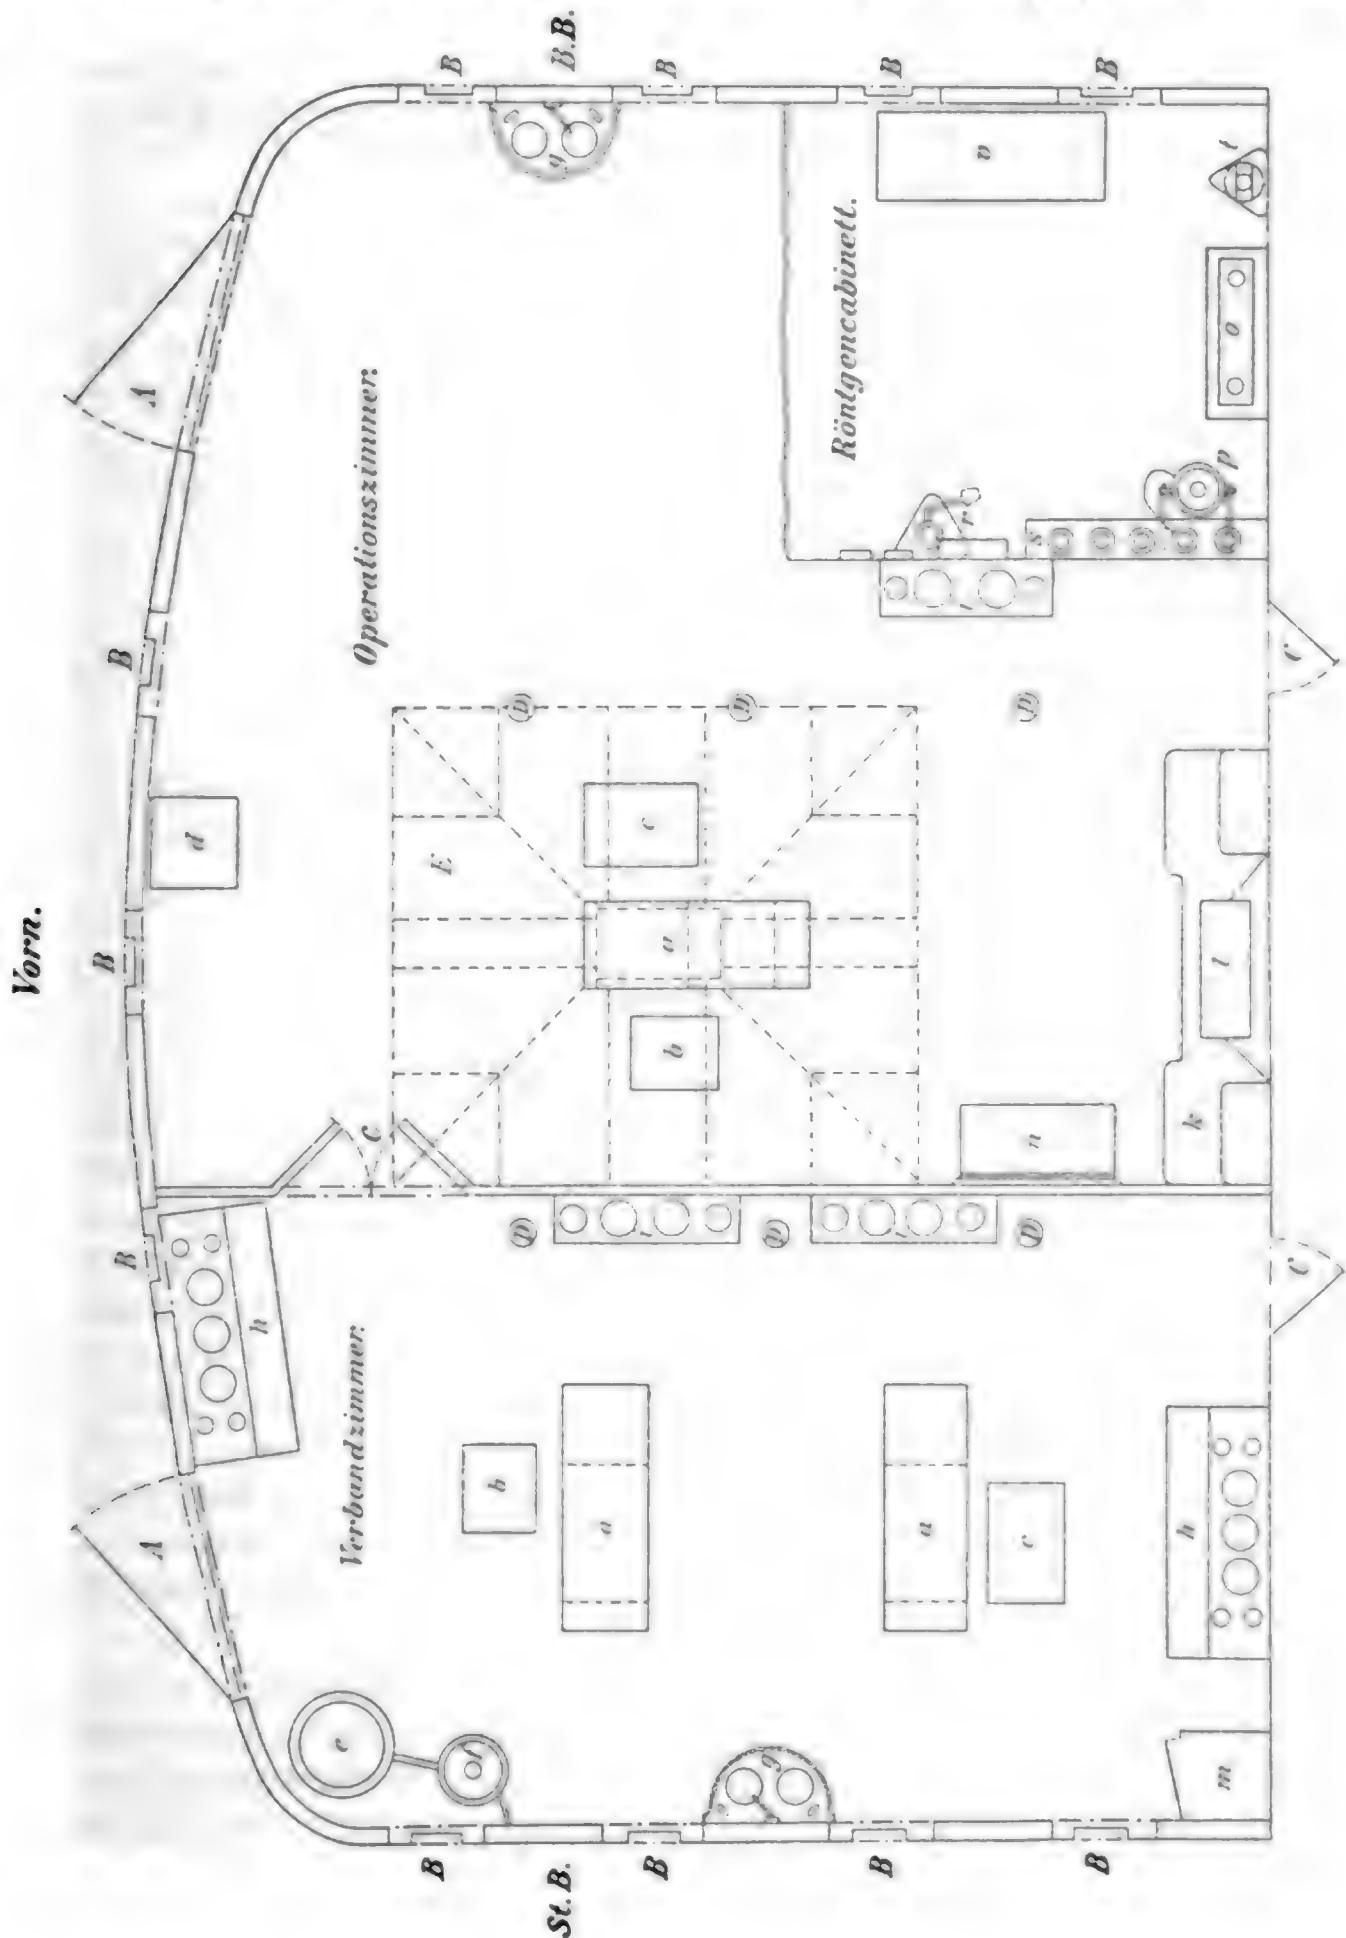 Vorn.
B.B.
St. B.
Operationszimmer.
Röntgencabinett.
Verbandzimmer.
A
A
B
B
B
B
B
B
B
B
B
B
B
C
C
C
D
D
D
D
D
D
E
a
a
a
b
b
c
c
d
e
f
g
g
h
h
i
i
i
k
l
m
n
o
p
r
s
t
v